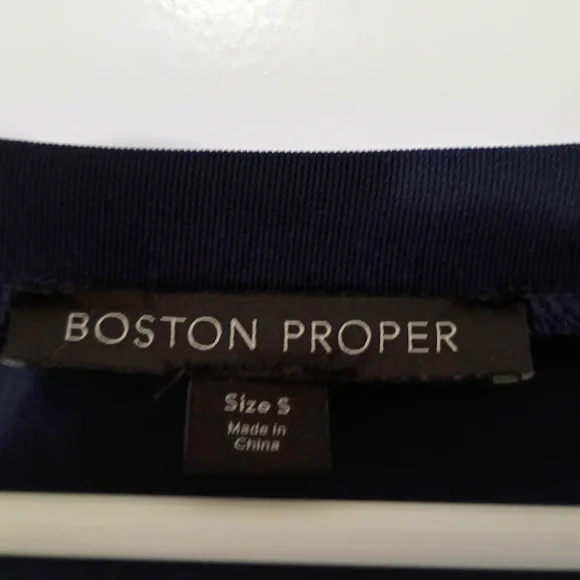 BOSTON PROPER
Size S
Made in
China